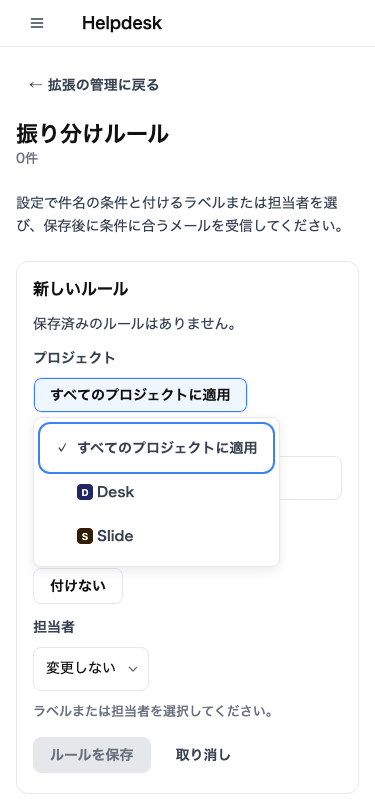 Helpdesk
← 拡張の管理に戻る
振り分けルール
0件
設定で件名の条件と付けるラベルまたは担当者を選
び、保存後に条件に合うメールを受信してください。
新しいルール
保存済みのルールはありません。
プロジェクト
すべてのプロジェクトに適用
✓ すべてのプロジェクトに適用
D Desk
S Slide
付けない
担当者
変更しない
ラベルまたは担当者を選択してください。
ルールを保存 取り消し